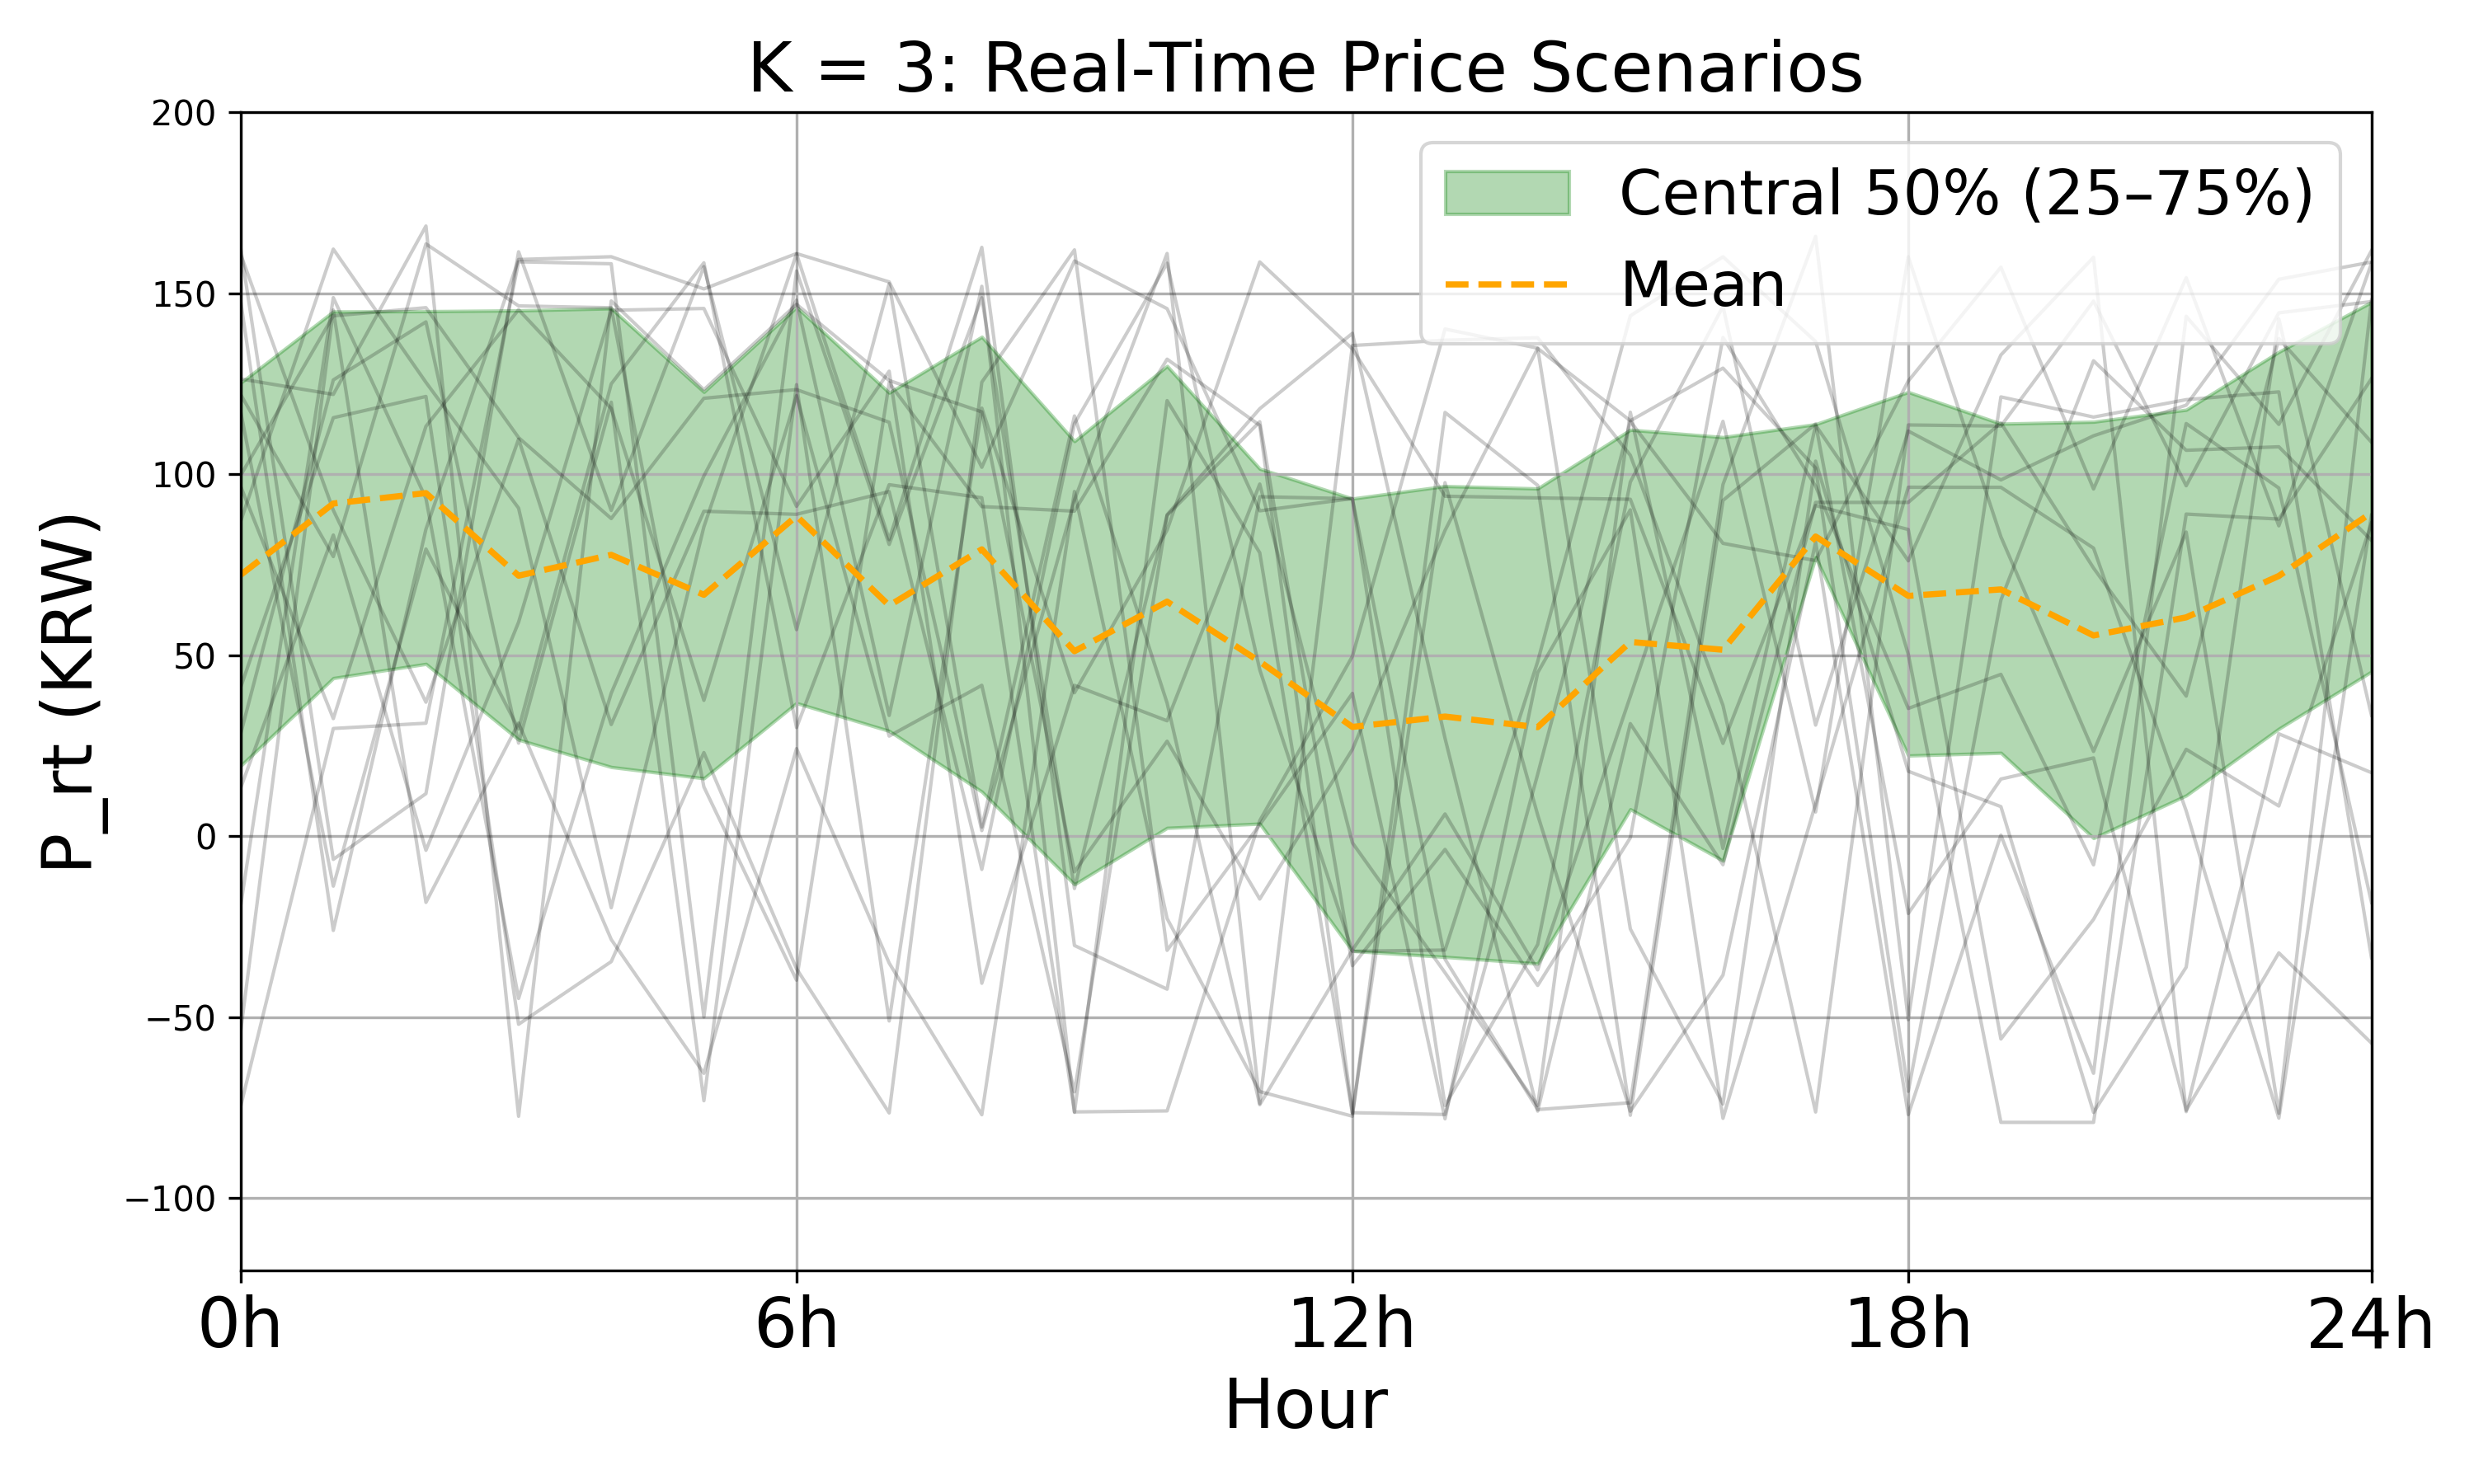 K = 3: Real-Time Price Scenarios
Central 50% (25–75%)
Mean
P_rt (KRW)
200
150
100
50
0
−50
−100
0h
6h
12h
18h
24h
Hour